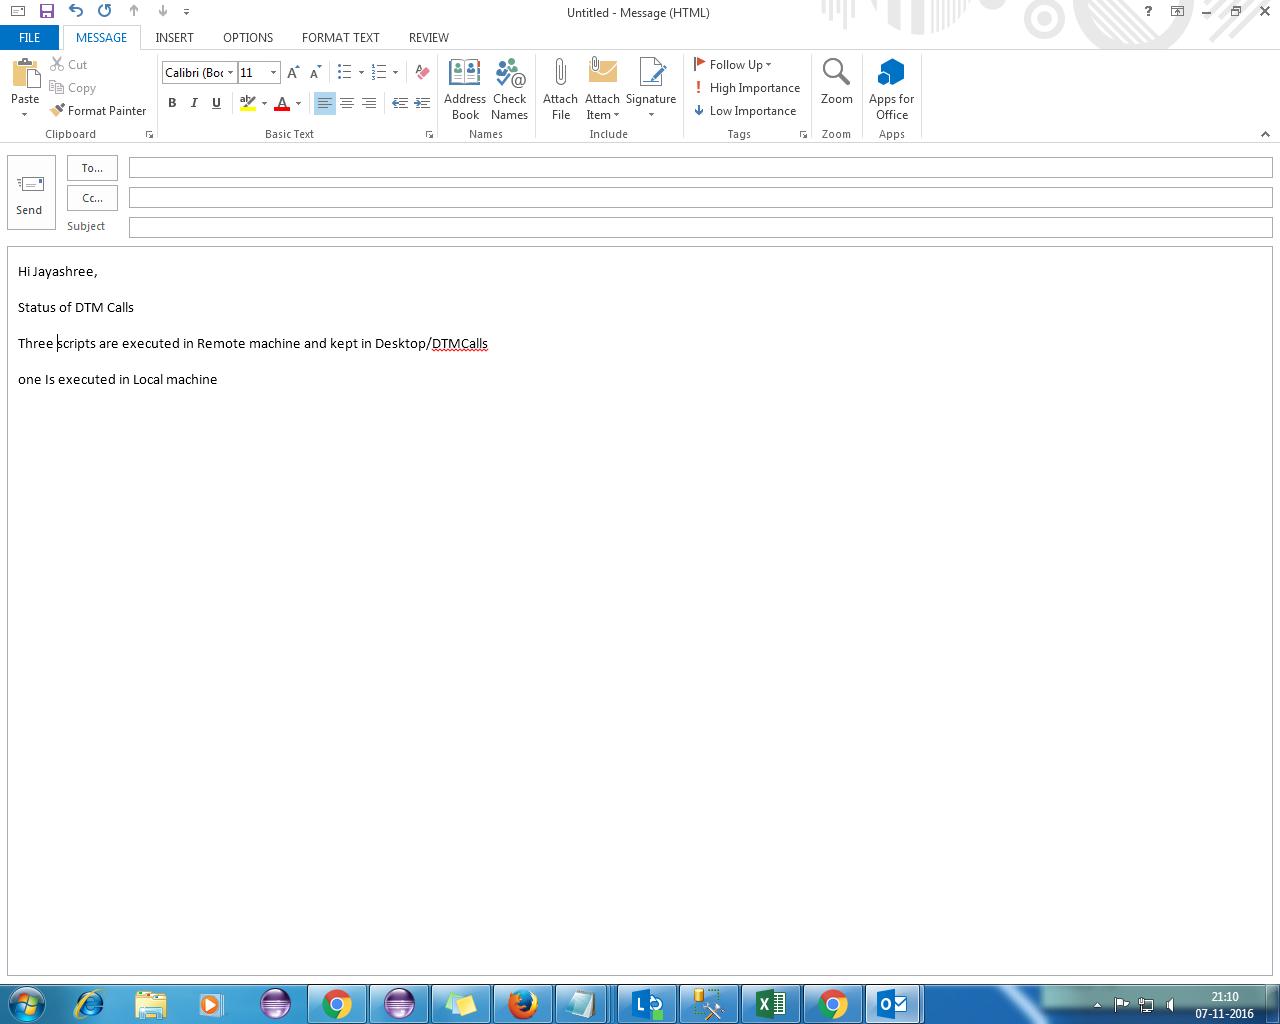 Untitled - Message (HTML)
?
FILE MESSAGE INSERT OPTIONS FORMAT TEXT REVIEW
Paste
Cut
Copy
Format Painter
Clipboard
Calibri (Boc 11 A A
B I U aby A
Basic Text
Address Book
Check Names
Names
Attach File
Attach Item
Signature
Include
Follow Up
! High Importance
Low Importance
Tags
Zoom
Zoom
Apps for Office
Apps
Send
To...
Cc...
Subject
Hi Jayashree,
Status of DTM Calls
Three scripts are executed in Remote machine and kept in Desktop/DTMCalls
one Is executed in Local machine
21:10
07-11-2016